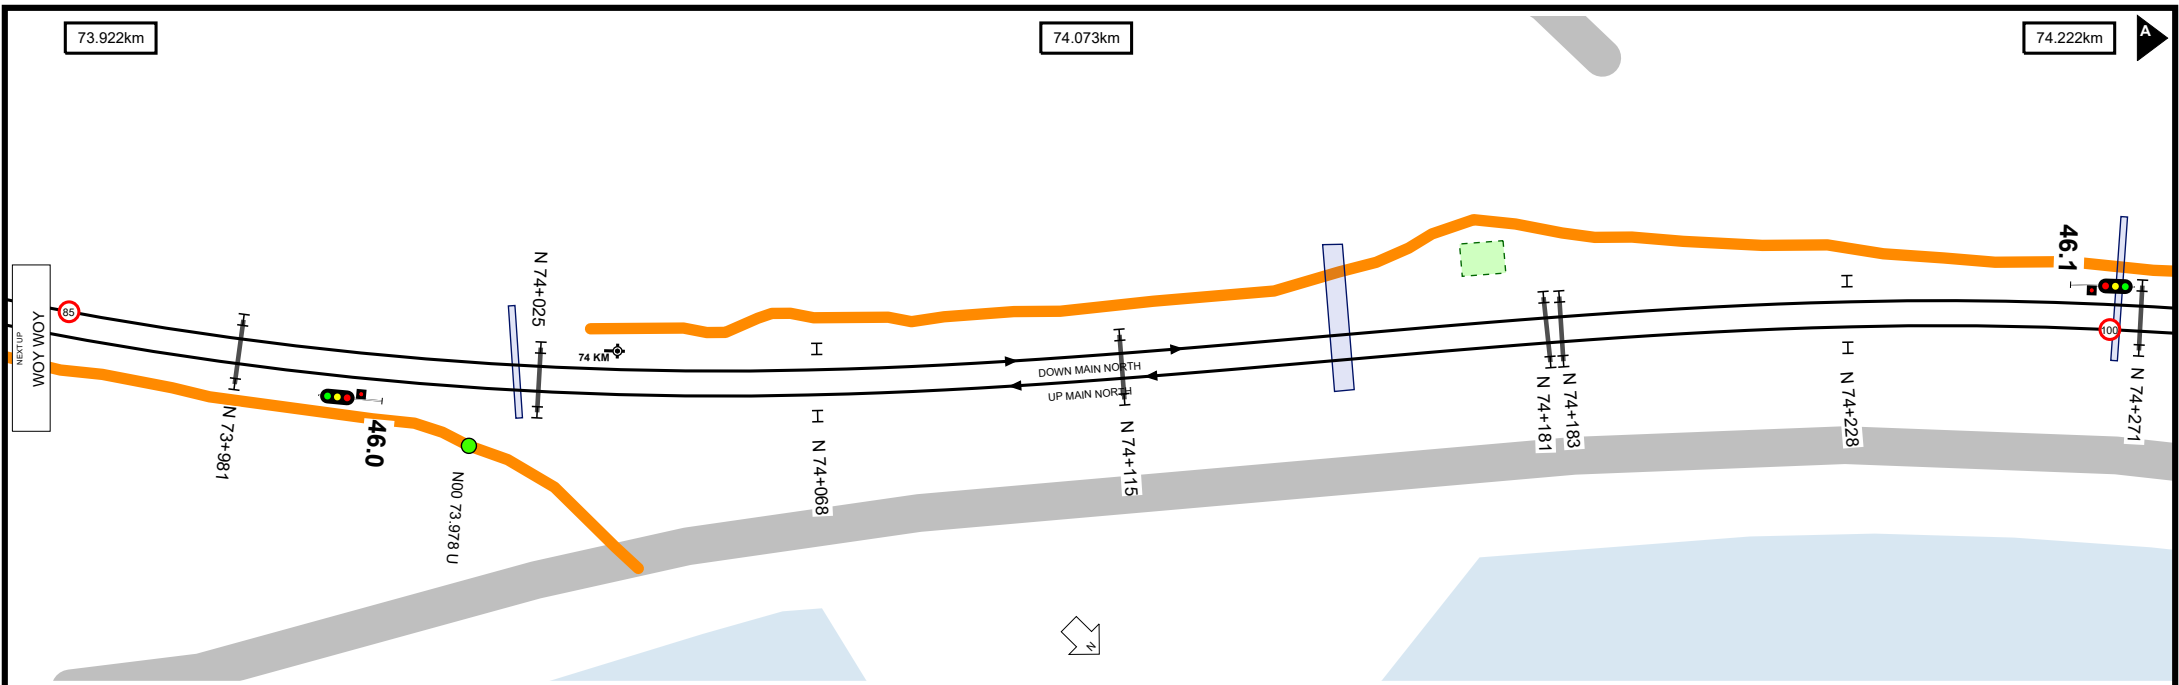 73.922km
74.073km
74.222km
A
NEXT UP
WOY WOY
85
N 73+981
46.0
N00 73.978 U
N 74+025
74 KM
N 74+068
DOWN MAIN NORTH
UP MAIN NORTH
N 74+115
N 74+181
N 74+183
N 74+228
46.1
100
N 74+271
N